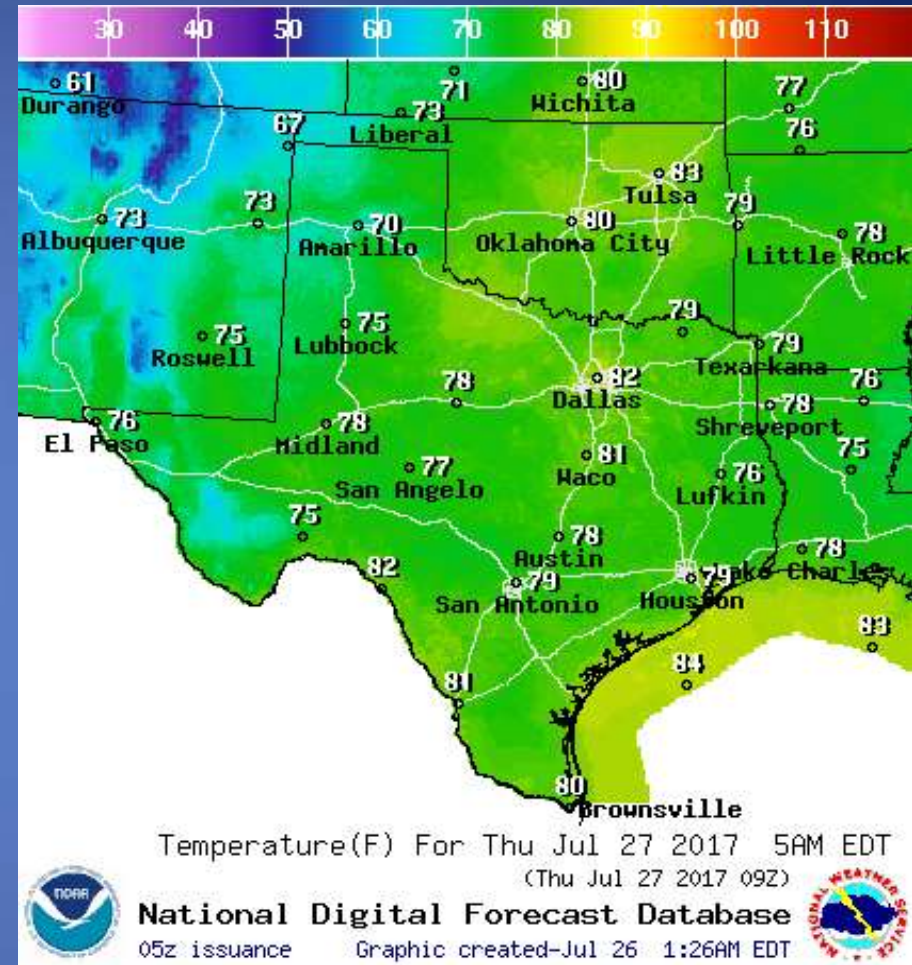 30 40 50 60 70 80 90 100 110
61
Durango
71
80
Wichita
77
73
Liberal
67
76
83
Tulsa
73
Albuquerque
73
70
Amarillo
80
Oklahoma City
79
78
Little Rock
75
Roswell
75
Lubbock
79
79
Texarkana
82
Dallas
78
76
78
Shreveport
76
El Paso
78
Midland
77
San Angelo
81
Waco
76
Lufkin
75
75
78
Austin
78
Charles
82
79
San Antonio
79
Houston
83
84
81
80
Brownsville
Temperature(F) For Thu Jul 27 2017 5AM EDT
(Thu Jul 27 2017 09Z)
NOAA
National Digital Forecast Database
05z issuance Graphic created-Jul 26 1:26AM EDT
NATIONAL WEATHER SERVICE